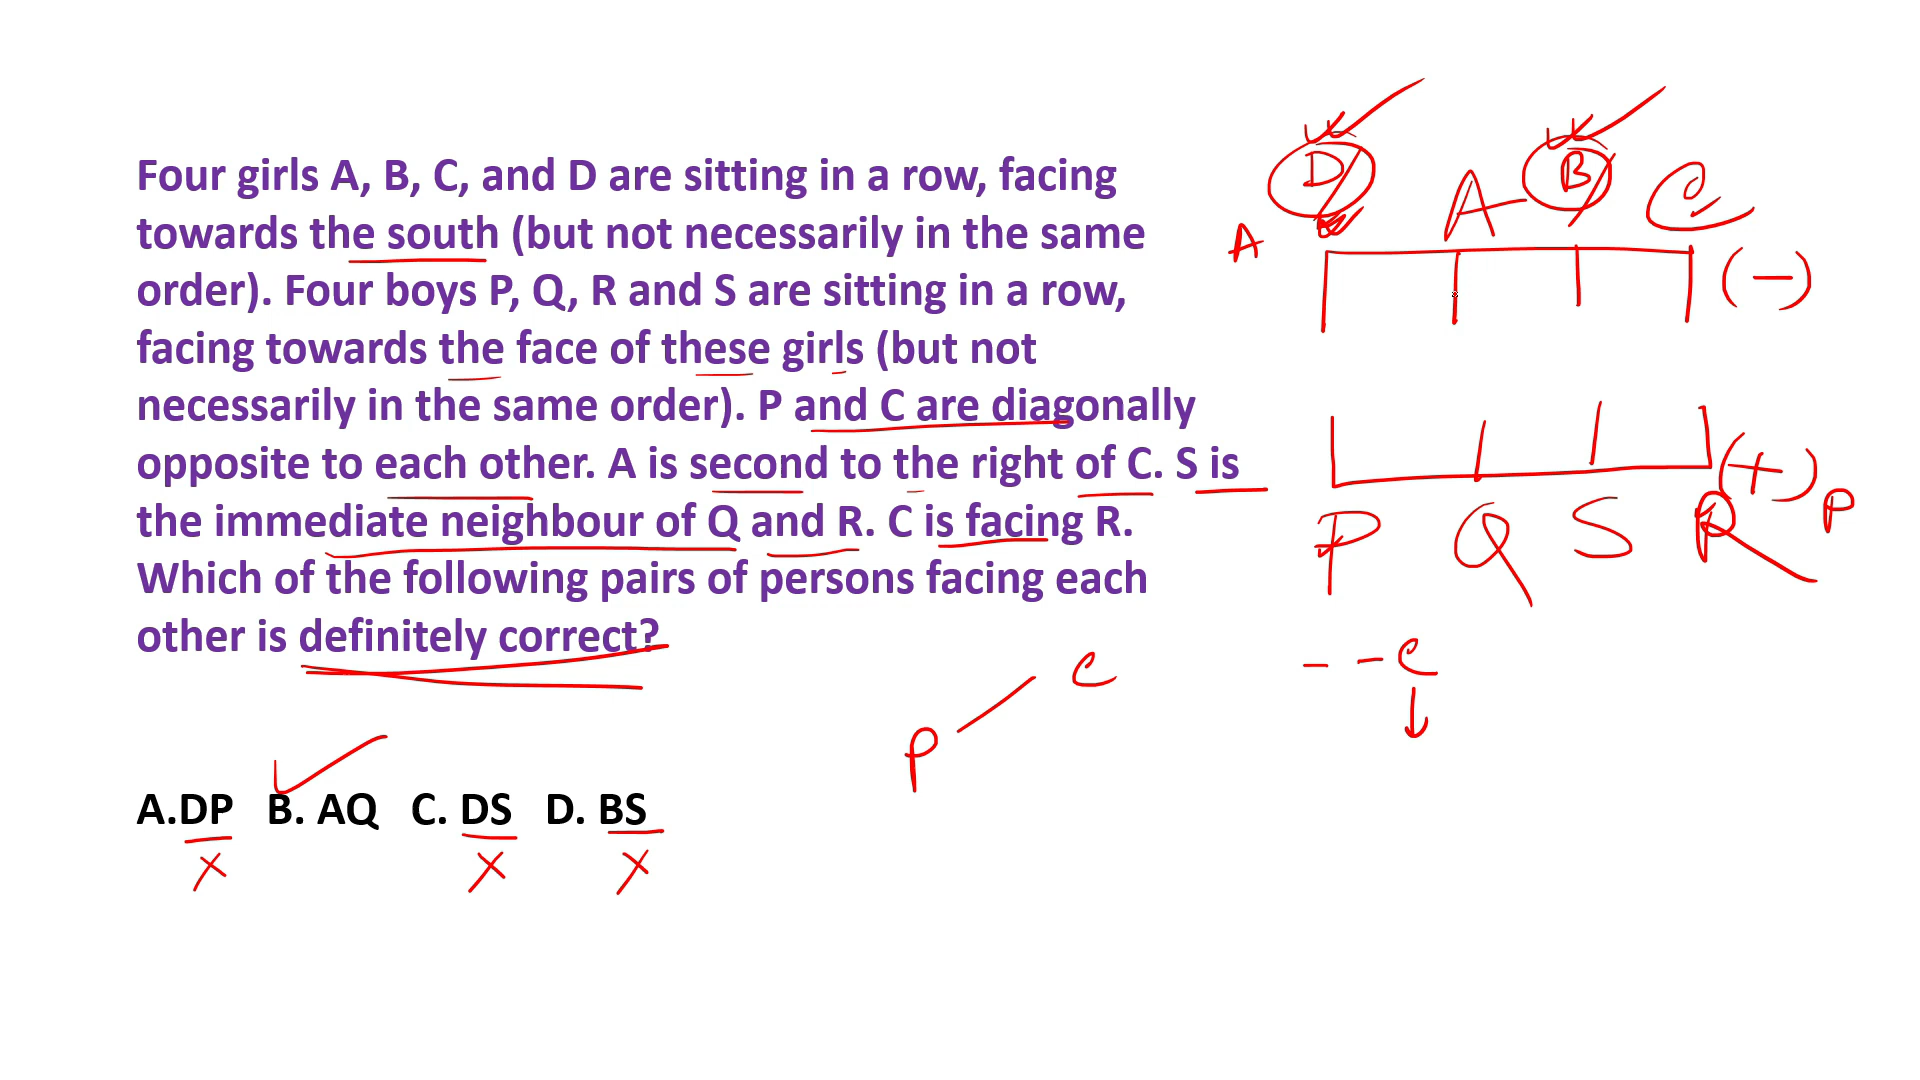 Four girls A, B, C, and D are sitting in a row, facing
towards the south (but not necessarily in the same
order). Four boys P, Q, R and S are sitting in a row,
facing towards the face of these girls (but not
necessarily in the same order). P and C are diagonally
opposite to each other. A is second to the right of C. S is
the immediate neighbour of Q and R. C is facing R.
Which of the following pairs of persons facing each
other is definitely correct?
A.DP B. AQ C. DS D. BS
D A B C
A
(−)
(+)
P Q S R P
P C
- - C